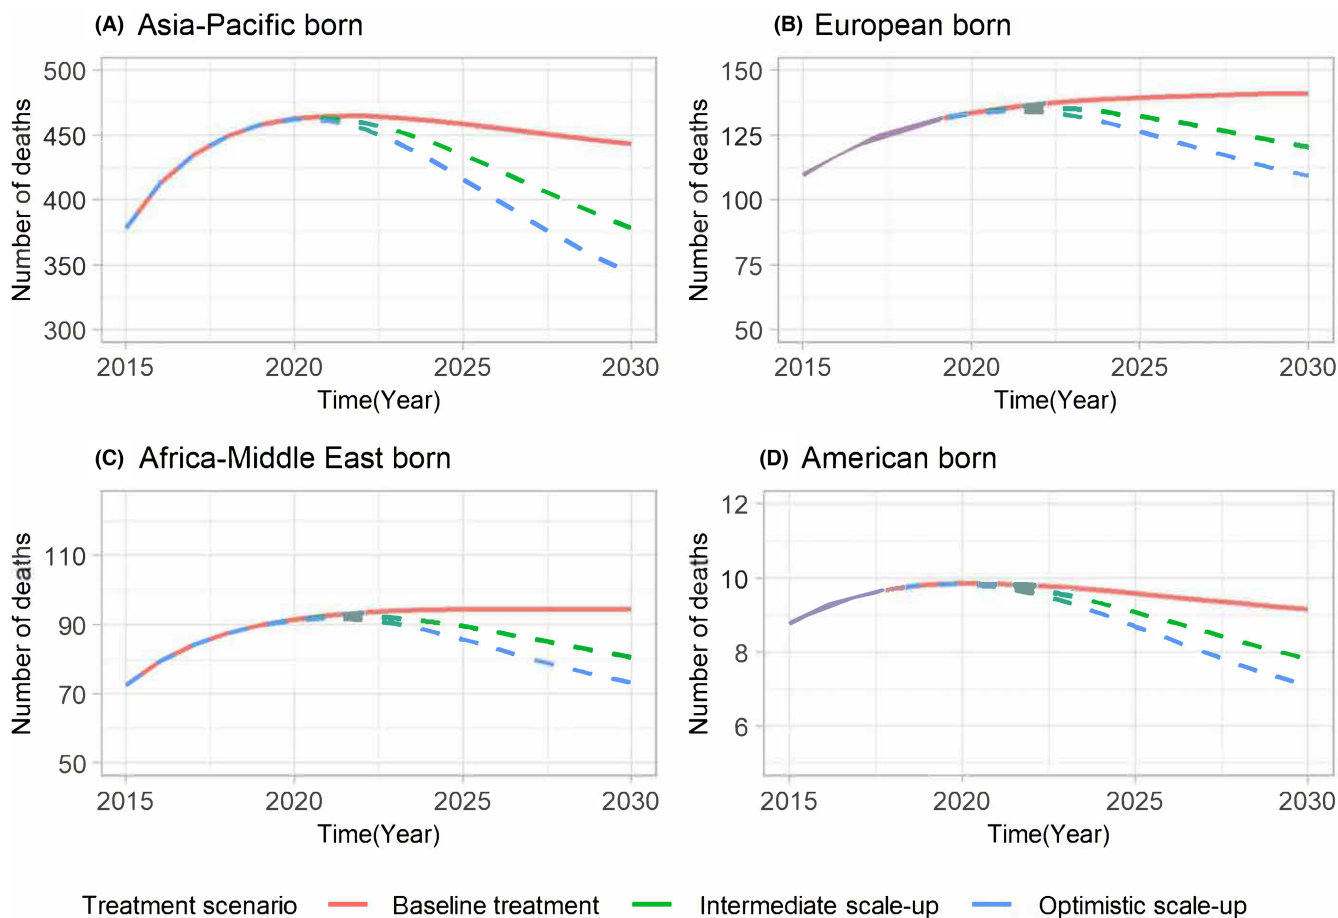 (A) Asia-Pacific born
Number of deaths
500
450
400
350
300
2015 2020 2025 2030
Time(Year)
(B) European born
Number of deaths
150
125
100
75
50
2015 2020 2025 2030
Time(Year)
(C) Africa-Middle East born
Number of deaths
110
90
70
50
2015 2020 2025 2030
Time(Year)
(D) American born
Number of deaths
12
10
8
6
2015 2020 2025 2030
Time(Year)
Treatment scenario Baseline treatment Intermediate scale-up Optimistic scale-up